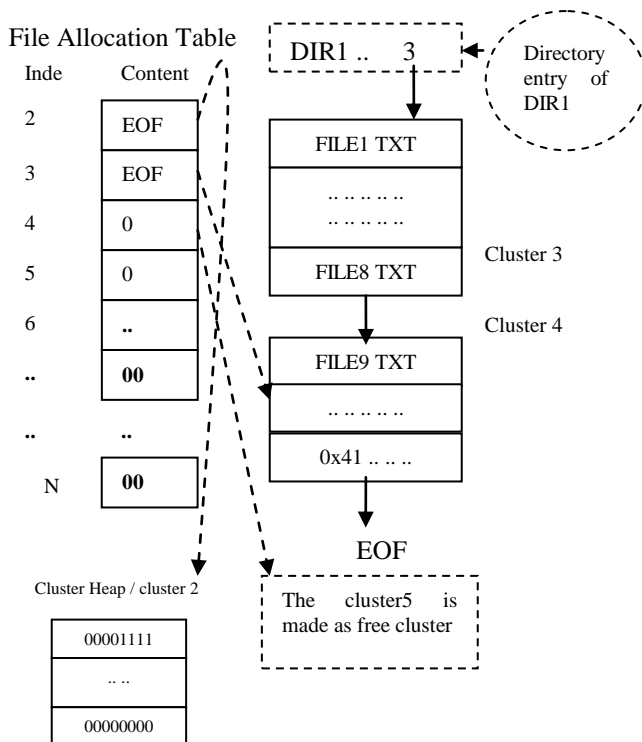 File Allocation Table
Inde Content
2 EOF
3 EOF
4 0
5 0
6 ..
.. 00
.. ..
N 00
Cluster Heap / cluster 2
00001111
.. ..
00000000
DIR1 .. 3
Directory
entry of
DIR1
FILE1 TXT
.. .. .. .. ..
.. .. .. .. ..
FILE8 TXT
Cluster 3
Cluster 4
FILE9 TXT
.. .. .. .. ..
0x41 .. .. ..
EOF
The cluster5 is
made as free cluster